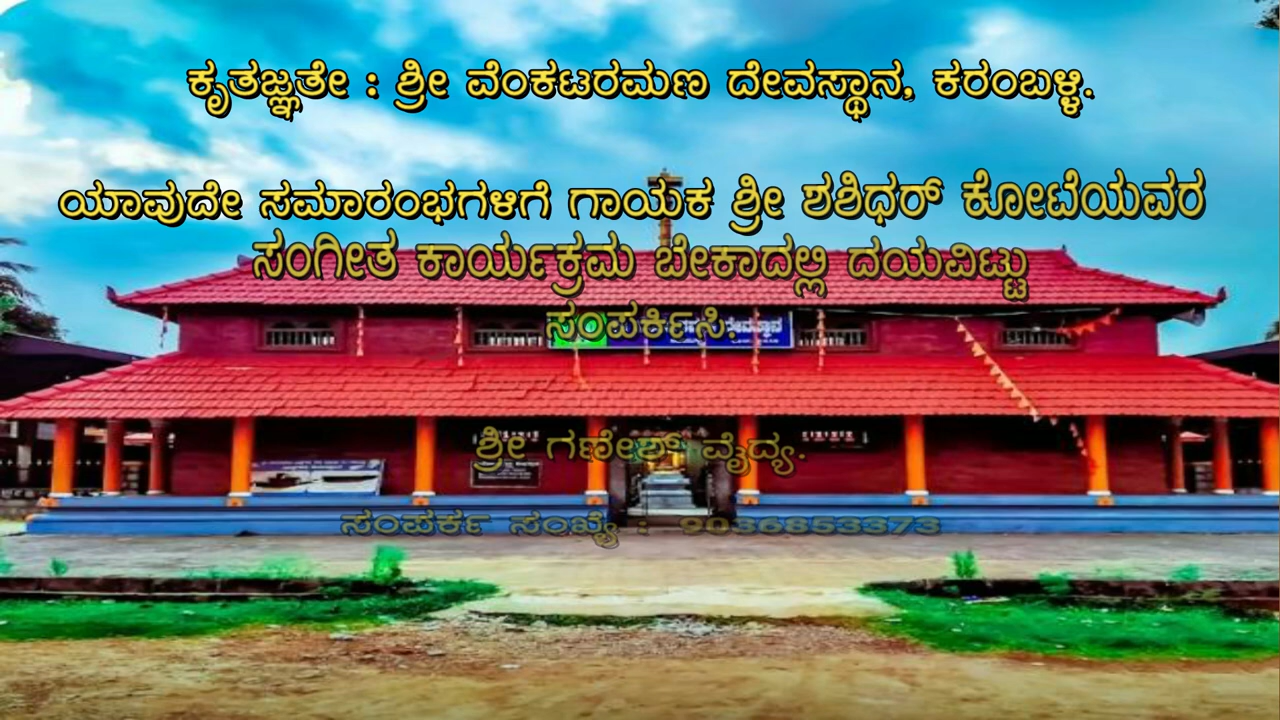 ಕೃತಜ್ಞತೇ : ಶ್ರೀ ವೆಂಕಟರಮಣ ದೇವಸ್ಥಾನ, ಕರಂಬಳ್ಳಿ.
ಯಾವುದೇ ಸಮಾರಂಭಗಳಿಗೆ ಗಾಯಕ ಶ್ರೀ ಶಶಿಧರ್ ಕೋಟೆಯವರ
ಸಂಗೀತ ಕಾರ್ಯಕ್ರಮ ಬೇಕಾದಲ್ಲಿ ದಯವಿಟ್ಟು
ಸಂಪರ್ಕಿಸಿ.
ದೇವಸ್ಥಾನ
ಶ್ರೀ ಗಣೇಶ್ ವೈದ್ಯ.
ಸಂಪರ್ಕ ಸಂಖ್ಯೆ : 9036853373